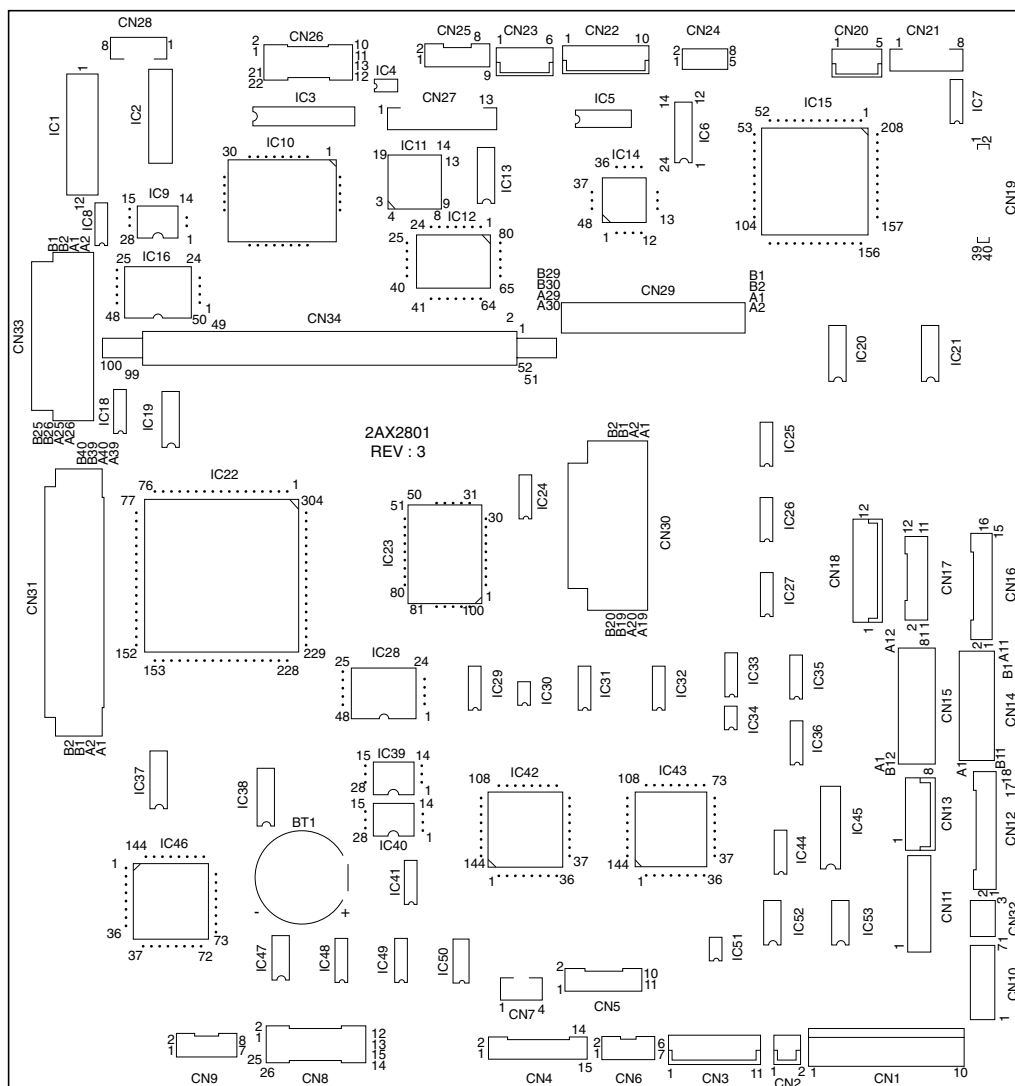 CN28
8 1
CN26
2 10
1 11
13
21 12
22
IC4
CN25
2 8
1
9
CN23
1 6
CN22
1 10
CN24
8
5
CN20
1 5
CN21
1 8
1
IC1
12
IC2
IC3
CN27
1 13
IC5
14 12
IC6
24 1
IC15
52 1
53 208
104 157
156
IC7
1 2
CN19
39
40
IC10
30 1
IC11
19 14
13
3 9
4 8
IC13
IC14
36
37
48 13
1 12
IC9
15 14
28 1
IC8
IC12
24 1
25 80
40 65
41 64
B1
B2
A1
A2
IC16
25 24
48 1
50
49
CN33
CN34
2
1
100
99
52
51
B29
B30
A29
A30
CN29
B1
B2
A1
A2
IC20
IC21
B25
B26
A25
A26
IC18
IC19
B40
B39
A40
A39
2AX2801
REV : 3
B2
B1
A2
A1
CN30
B20
B19
A20
A19
IC25
IC22
76 1
77 304
152 229
153 228
CN31
B2
B1
A2
A1
50 31
51 30
IC23
80 1
81 100
IC24
IC26
IC27
12
CN18
1
12 11
CN17
2 1
16 15
CN16
2 1
A12 81
1
CN15
A1
B12
A11
B1
CN14
A1
B11
IC28
25 24
48 1
IC29
IC30
IC31
IC32
IC33
IC34
IC35
IC36
IC37
IC38
IC39
15 14
28 1
15 14
28 1
IC40
IC41
IC42
108
144 37
1 36
IC43
108 73
144 37
1 36
IC44
IC45
8
CN13
1
18
17
CN12
2 1
CN11
1
3
CN32
1
7
CN10
1
BT1
- +
IC46
144
1
36 73
37 72
IC47
IC48
IC49
IC50
IC51
IC52
IC53
1 4
CN7
2 10
1 11
CN5
2 8
1 7
CN9
2 12
1 13
15
25 14
26
CN8
14
2
1 15
CN4
2 6
1 7
CN6
1 11
CN3
1 2
CN2
1 10
CN1